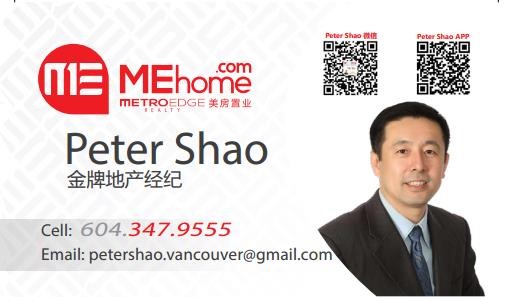 Peter Shao 微信
Peter Shao APP
ME
MEhome.com
METROEDGE 美房置业
REALTY
Peter Shao
金牌地产经纪
Cell: 604.347.9555
Email: petershao.vancouver@gmail.com